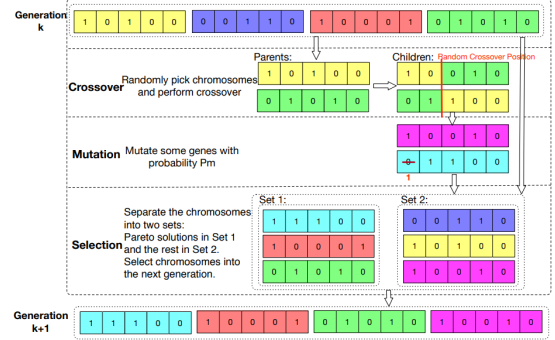 Generation
k
1 0 1 0 0 0 0 1 1 0 1 0 0 0 1 0 1 0 1 0
Parents: Children: Random Crossover Position
Crossover Randomly pick chromosomes
and perform crossover
1 0 1 0 0 1 0 0 1 0
0 1 0 1 0 0 1 1 0 0
Mutation Mutate some genes with
probability Pm
1 0 0 1 0
0 1 1 0 0
1
Selection Separate the chromosomes
into two sets:
Pareto solutions in Set 1
and the rest in Set 2.
Select chromosomes into
the next generation.
Set 1: Set 2:
1 1 1 0 0 0 0 1 1 0
1 0 0 0 1 1 0 1 0 0
0 1 0 1 0 1 0 0 1 0
Generation
k+1
1 1 1 0 0 1 0 0 0 1 0 1 0 1 0 1 0 0 1 0